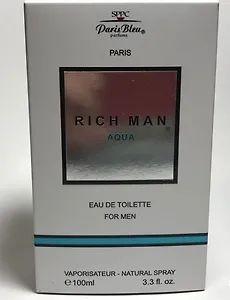 SPPC
Paris Bleu®
parfums
PARIS
RICH MAN®
AQUA
EAU DE TOILETTE
FOR MEN
VAPORISATEUR - NATURAL SPRAY
℮100ml 3.3 fl. oz.